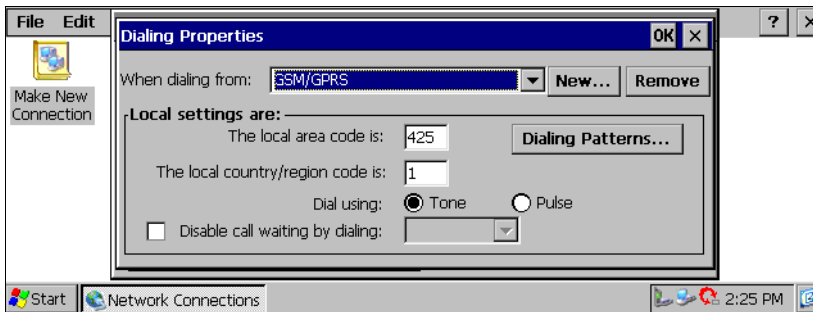 File Edit
?
Dialing Properties
OK
When dialing from: GSM/GPRS New... Remove
Make New
Connection
Local settings are:
The local area code is: 425 Dialing Patterns...
The local country/region code is: 1
Dial using: Tone Pulse
Disable call waiting by dialing:
Start Network Connections 2:25 PM